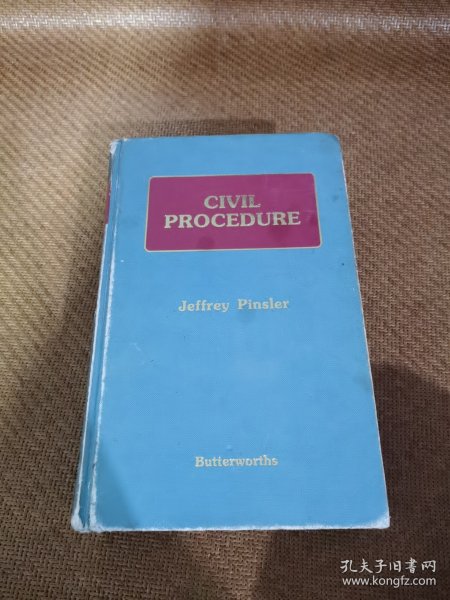 CIVIL
PROCEDURE
Jeffrey Pinsler
Butterworths
孔夫子旧书网
www.kongfz.com